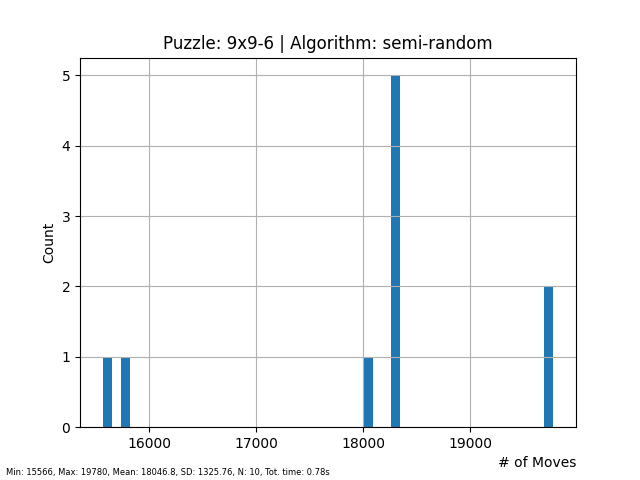 Puzzle: 9x9-6 | Algorithm: semi-random
5
4
3
2
1
0
Count
16000 17000 18000 19000
# of Moves
Min: 15566, Max: 19780, Mean: 18046.8, SD: 1325.76, N: 10, Tot. time: 0.78s